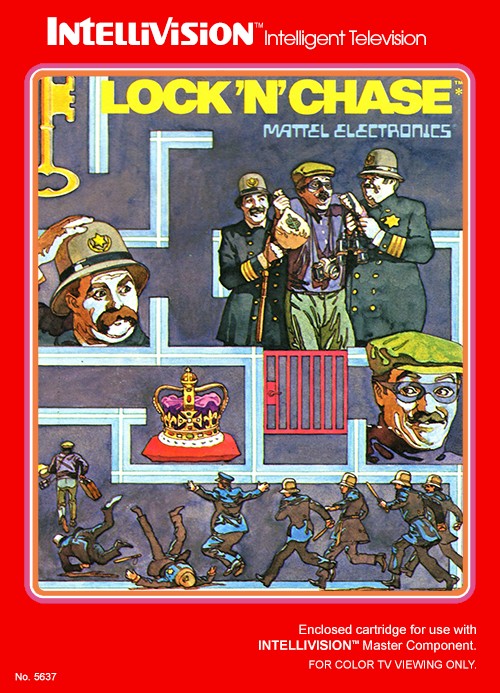 INTELLIVISION™ Intelligent Television
LOCK 'N' CHASE™*
MATTEL ELECTRONICS
Enclosed cartridge for use with
INTELLIVISION™ Master Component.
FOR COLOR TV VIEWING ONLY.
No. 5637